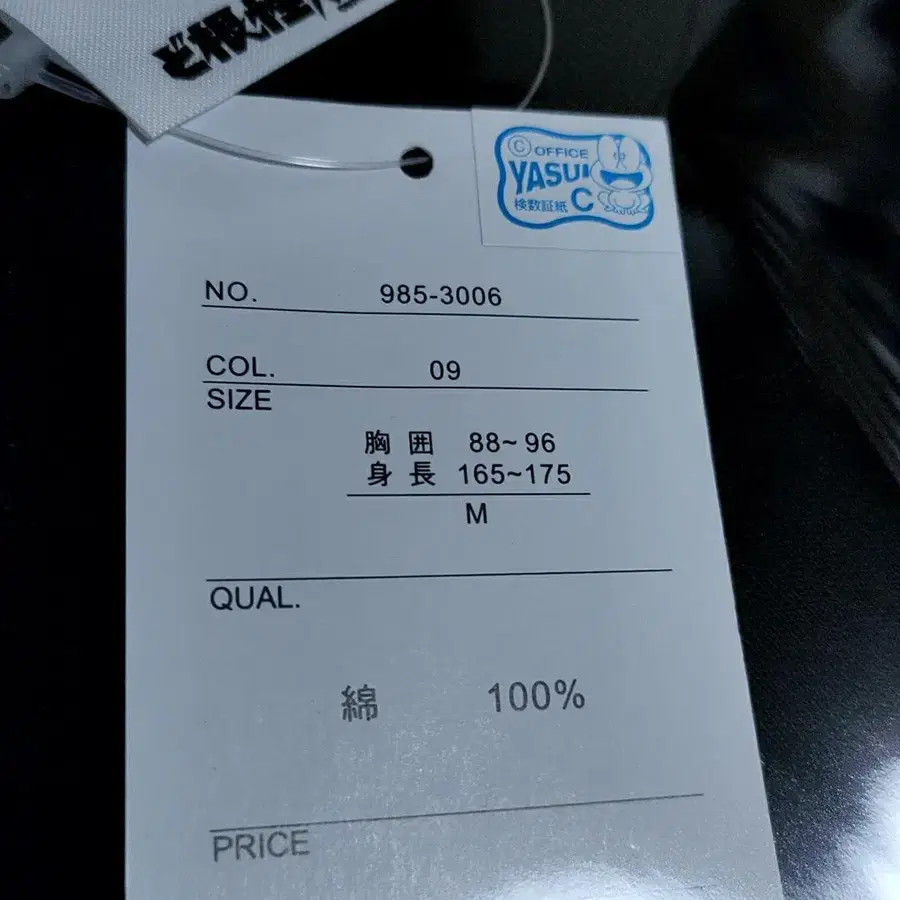 © OFFICE
YASUI
検数証紙 C
NO. 985-3006
COL. 09
SIZE
胸囲 88~96
身長 165~175
M
QUAL.
綿 100%
PRICE